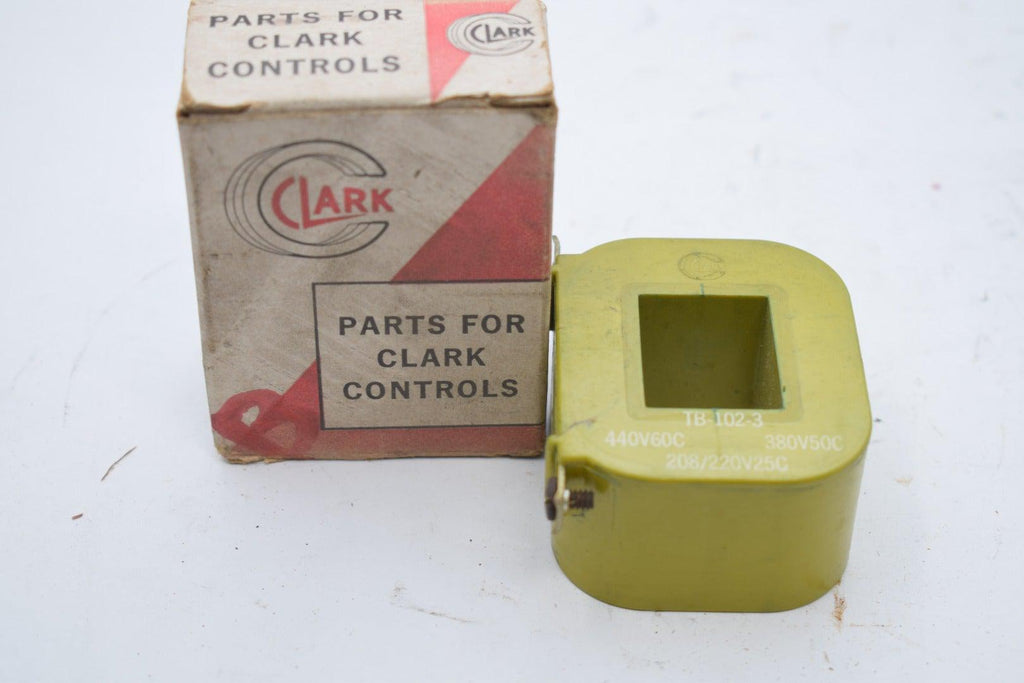 PARTS FOR
CLARK
CONTROLS
CLARK
CLARK
PARTS FOR
CLARK
CONTROLS
TB-102-3
440V60C 380V50C
208/220V25C